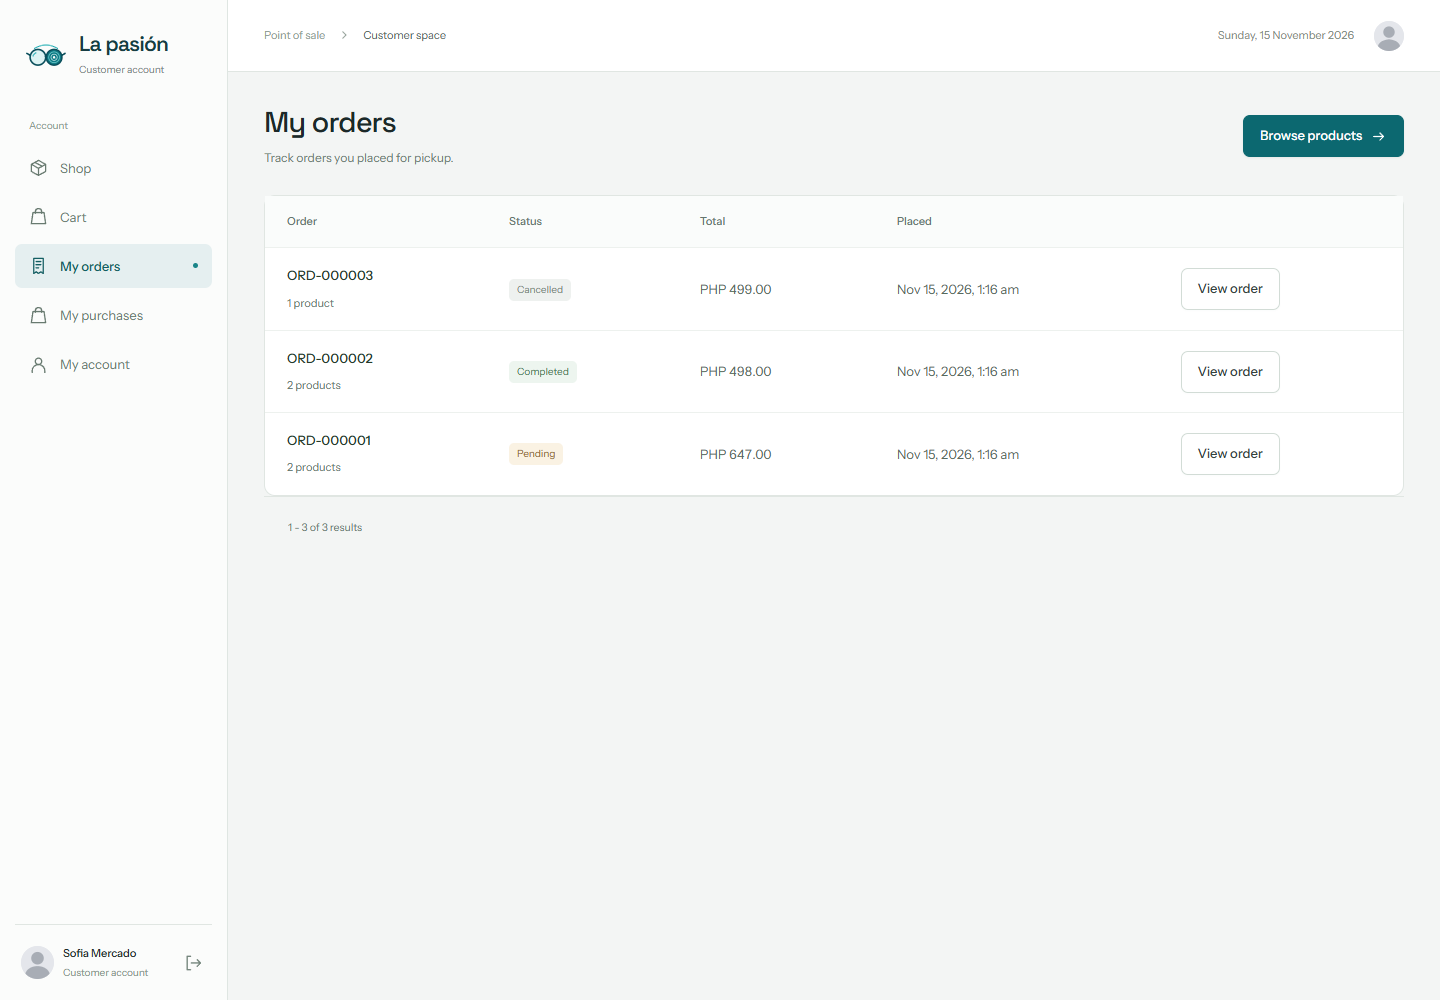 La pasión
Customer account
Account
Shop
Cart
My orders
My purchases
My account
Sofia Mercado
Customer account
Point of sale
Customer space
Sunday, 15 November 2026
My orders
Track orders you placed for pickup.
Browse products
Order Status Total Placed
ORD-000003
1 product
Cancelled
PHP 499.00
Nov 15, 2026, 1:16 am
View order
ORD-000002
2 products
Completed
PHP 498.00
Nov 15, 2026, 1:16 am
View order
ORD-000001
2 products
Pending
PHP 647.00
Nov 15, 2026, 1:16 am
View order
1 - 3 of 3 results